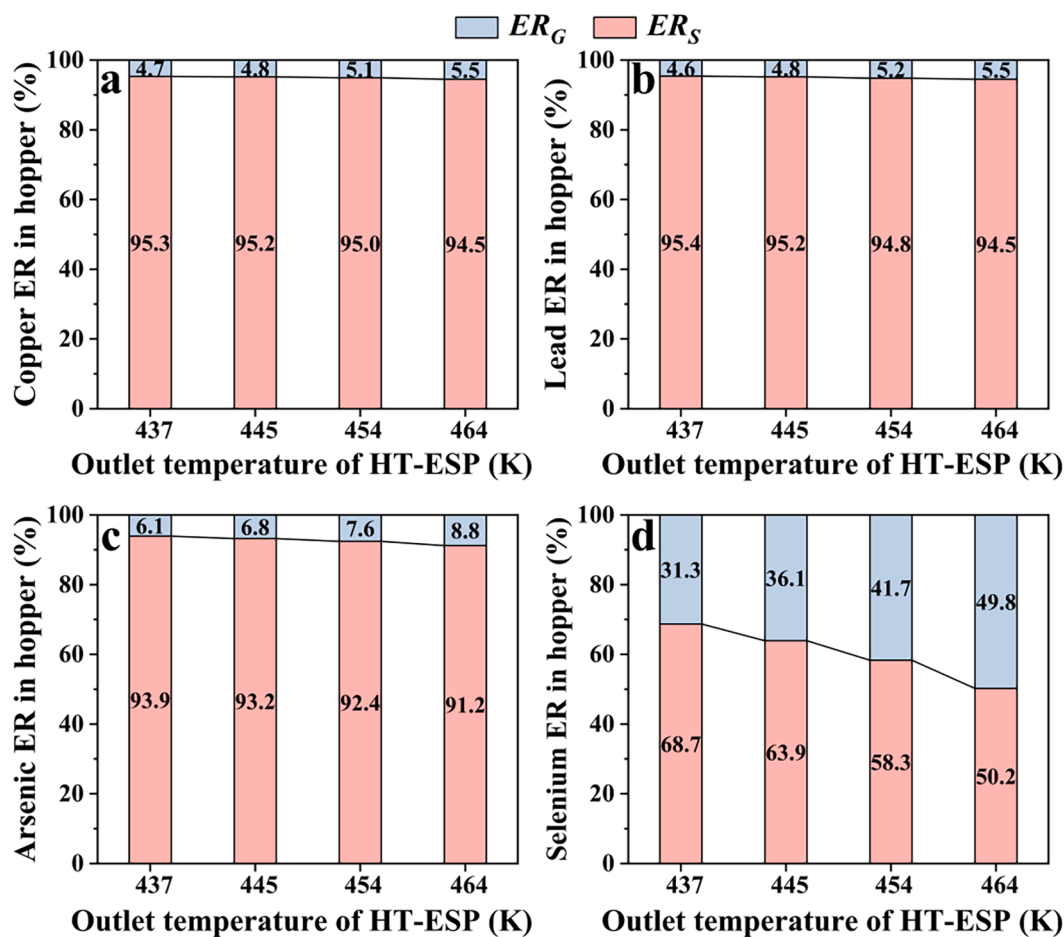 ER_G ER_S
a
Copper ER in hopper (%)
100
80
60
40
20
0
4.7 4.8 5.1 5.5
95.3 95.2 95.0 94.5
437 445 454 464
Outlet temperature of HT-ESP (K)
b
Lead ER in hopper (%)
100
80
60
40
20
0
4.6 4.8 5.2 5.5
95.4 95.2 94.8 94.5
437 445 454 464
Outlet temperature of HT-ESP (K)
c
Arsenic ER in hopper (%)
100
80
60
40
20
0
6.1 6.8 7.6 8.8
93.9 93.2 92.4 91.2
437 445 454 464
Outlet temperature of HT-ESP (K)
d
Selenium ER in hopper (%)
100
80
60
40
20
0
31.3 36.1 41.7 49.8
68.7 63.9 58.3 50.2
437 445 454 464
Outlet temperature of HT-ESP (K)